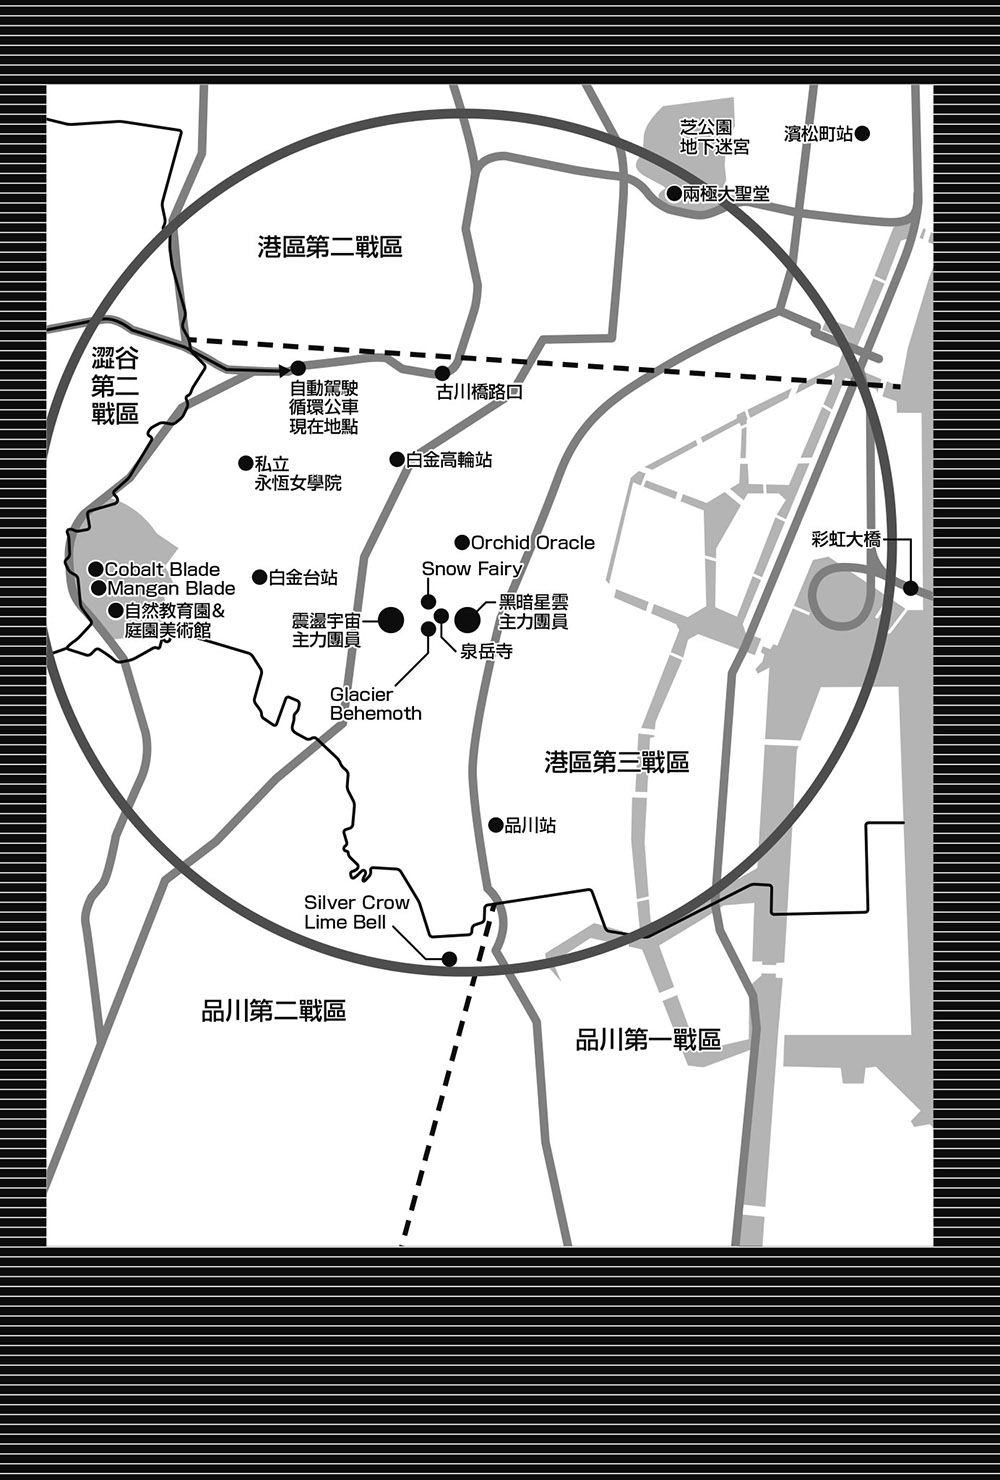 芝公園
地下迷宮
濱松町站
兩極大聖堂
港區第二戰區
澀谷
第二
戰區
自動駕駛
循環公車
現在地點
古川橋路口
私立
永恆女學院
白金高輪站
Orchid Oracle
彩虹大橋
Cobalt Blade
Mangan Blade
自然教育園&
庭園美術館
白金台站
Snow Fairy
震盪宇宙
主力團員
黑暗星雲
主力團員
泉岳寺
Glacier
Behemoth
港區第三戰區
品川站
Silver Crow
Lime Bell
品川第二戰區
品川第一戰區